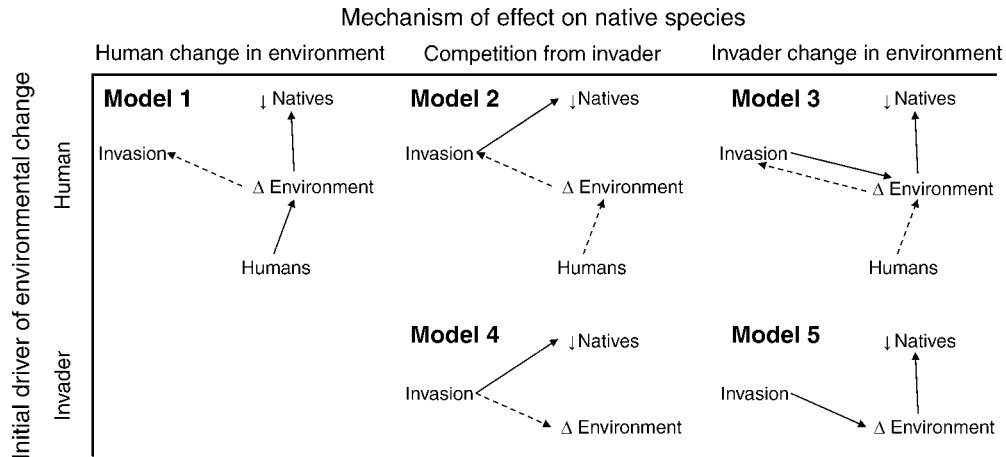 Mechanism of effect on native species
Human change in environment
Competition from invader
Invader change in environment
Initial driver of environmental change
Human
Invader
Model 1
↓ Natives
Invasion
Δ Environment
Humans
Model 2
↓ Natives
Invasion
Δ Environment
Humans
Model 3
↓ Natives
Invasion
Δ Environment
Humans
Model 4
↓ Natives
Invasion
Δ Environment
Model 5
↓ Natives
Invasion
Δ Environment